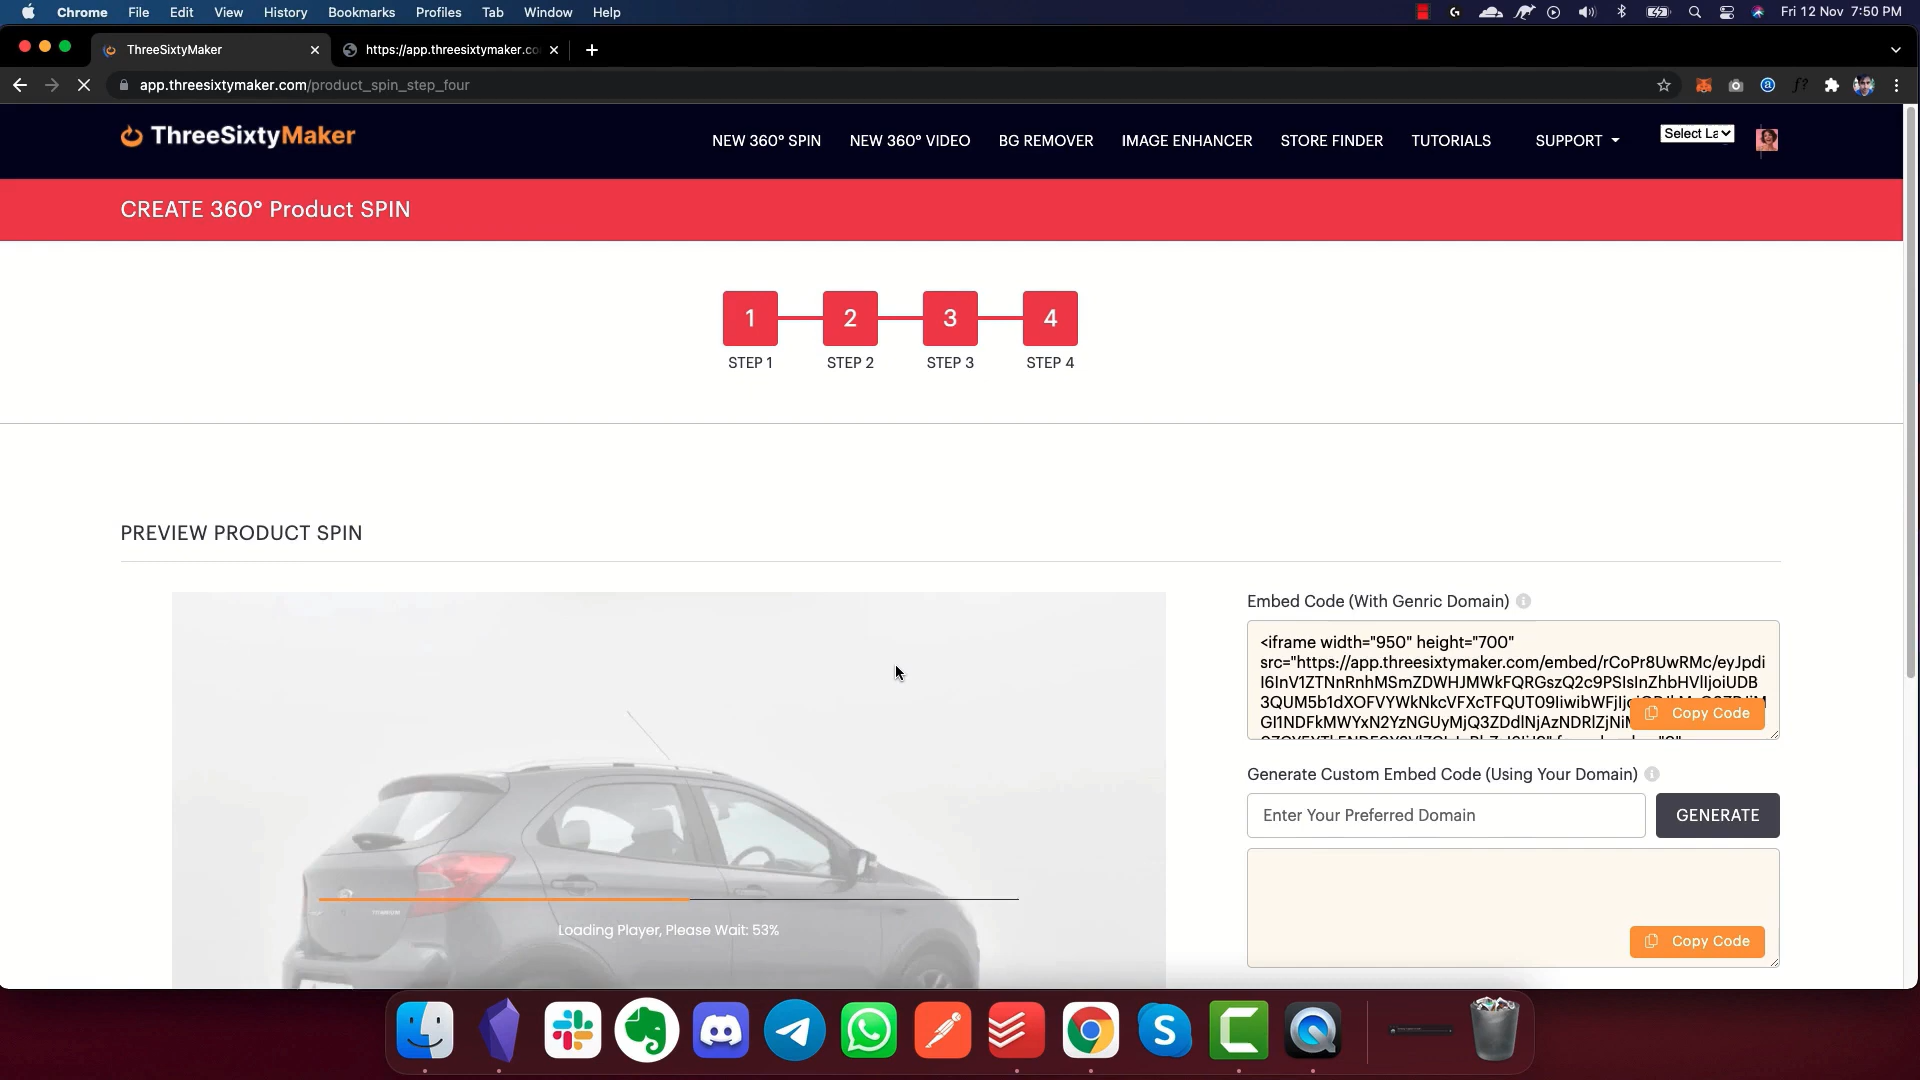 Chrome File Edit View History Bookmarks Profiles Tab Window Help
Fri 12 Nov 7:50 PM
ThreeSixtyMaker
https://app.threesixtymaker.co
app.threesixtymaker.com/product_spin_step_four
ThreeSixtyMaker
NEW 360° SPIN NEW 360° VIDEO BG REMOVER IMAGE ENHANCER STORE FINDER TUTORIALS SUPPORT
Select La
CREATE 360° Product SPIN
1 2 3 4
STEP 1 STEP 2 STEP 3 STEP 4
PREVIEW PRODUCT SPIN
Loading Player, Please Wait: 53%
Embed Code (With Genric Domain)
<iframe width="950" height="700"
src="https://app.threesixtymaker.com/embed/rCoPr8UwRMc/eyJpdi
I6InV1ZTNnRnhMSmZDWHJMWkFQRGszQ2c9PSIsInZhbHVlIjoiUDB
3QUM5b1dXOFVYWkNkcVFXcTFQUT09IiwibWFjIjo
GI1NDFkMWYxN2YzNGUyMjQ3ZDdlNjAzNDRlZjNiM
Copy Code
Generate Custom Embed Code (Using Your Domain)
Enter Your Preferred Domain
GENERATE
Copy Code